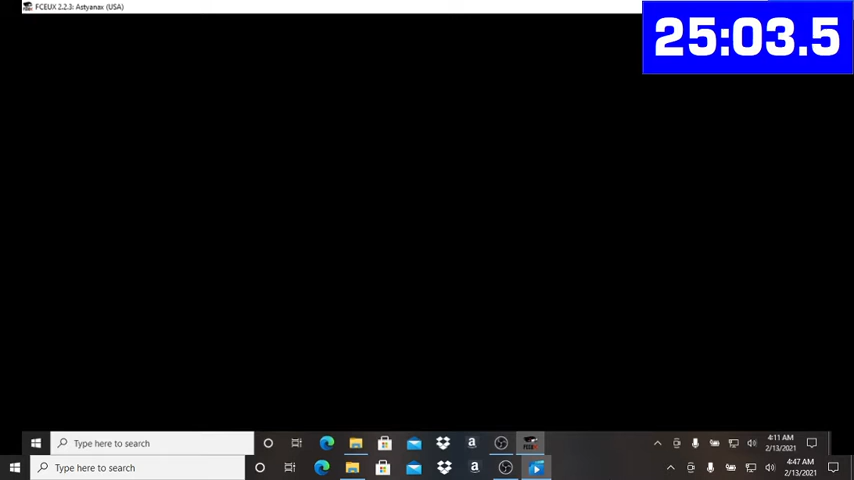 FCEUX 2.2.3: Astyanax (USA)
25:03.5
Type here to search
4:11 AM
2/13/2021
Type here to search
4:47 AM
2/13/2021